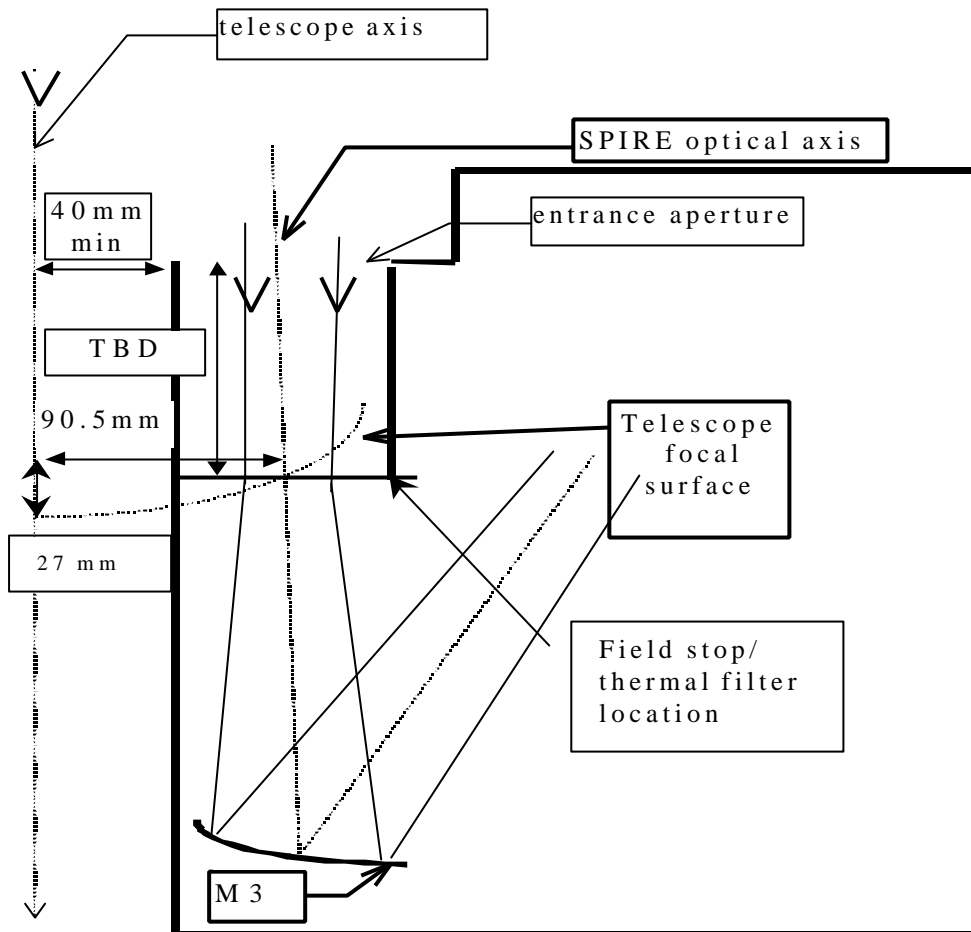 telescope axis
SPIRE optical axis
40mm
min
entrance aperture
TBD
90.5mm
Telescope
focal
surface
27 mm
Field stop/
thermal filter
location
M3